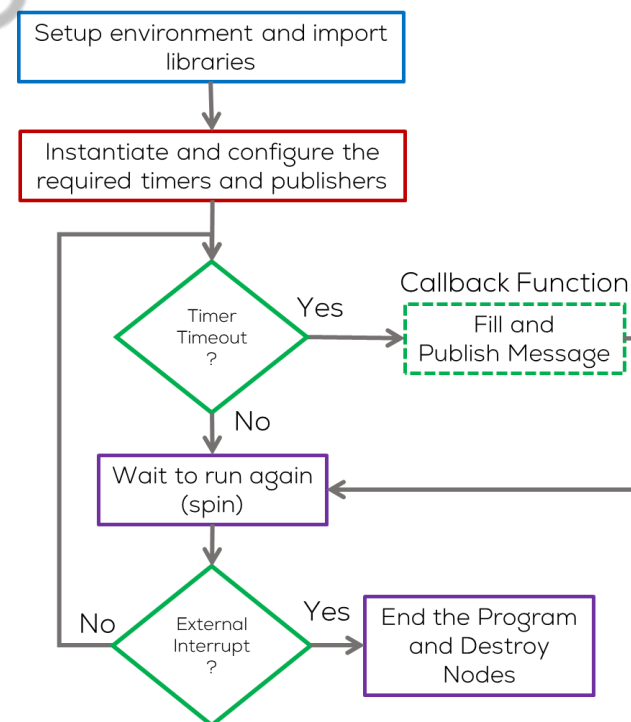 Setup environment and import
libraries
Instantiate and configure the
required timers and publishers
Timer
Timeout
?
Yes
Callback Function
Fill and
Publish Message
No
Wait to run again
(spin)
External
Interrupt
?
No
Yes
End the Program
and Destroy
Nodes